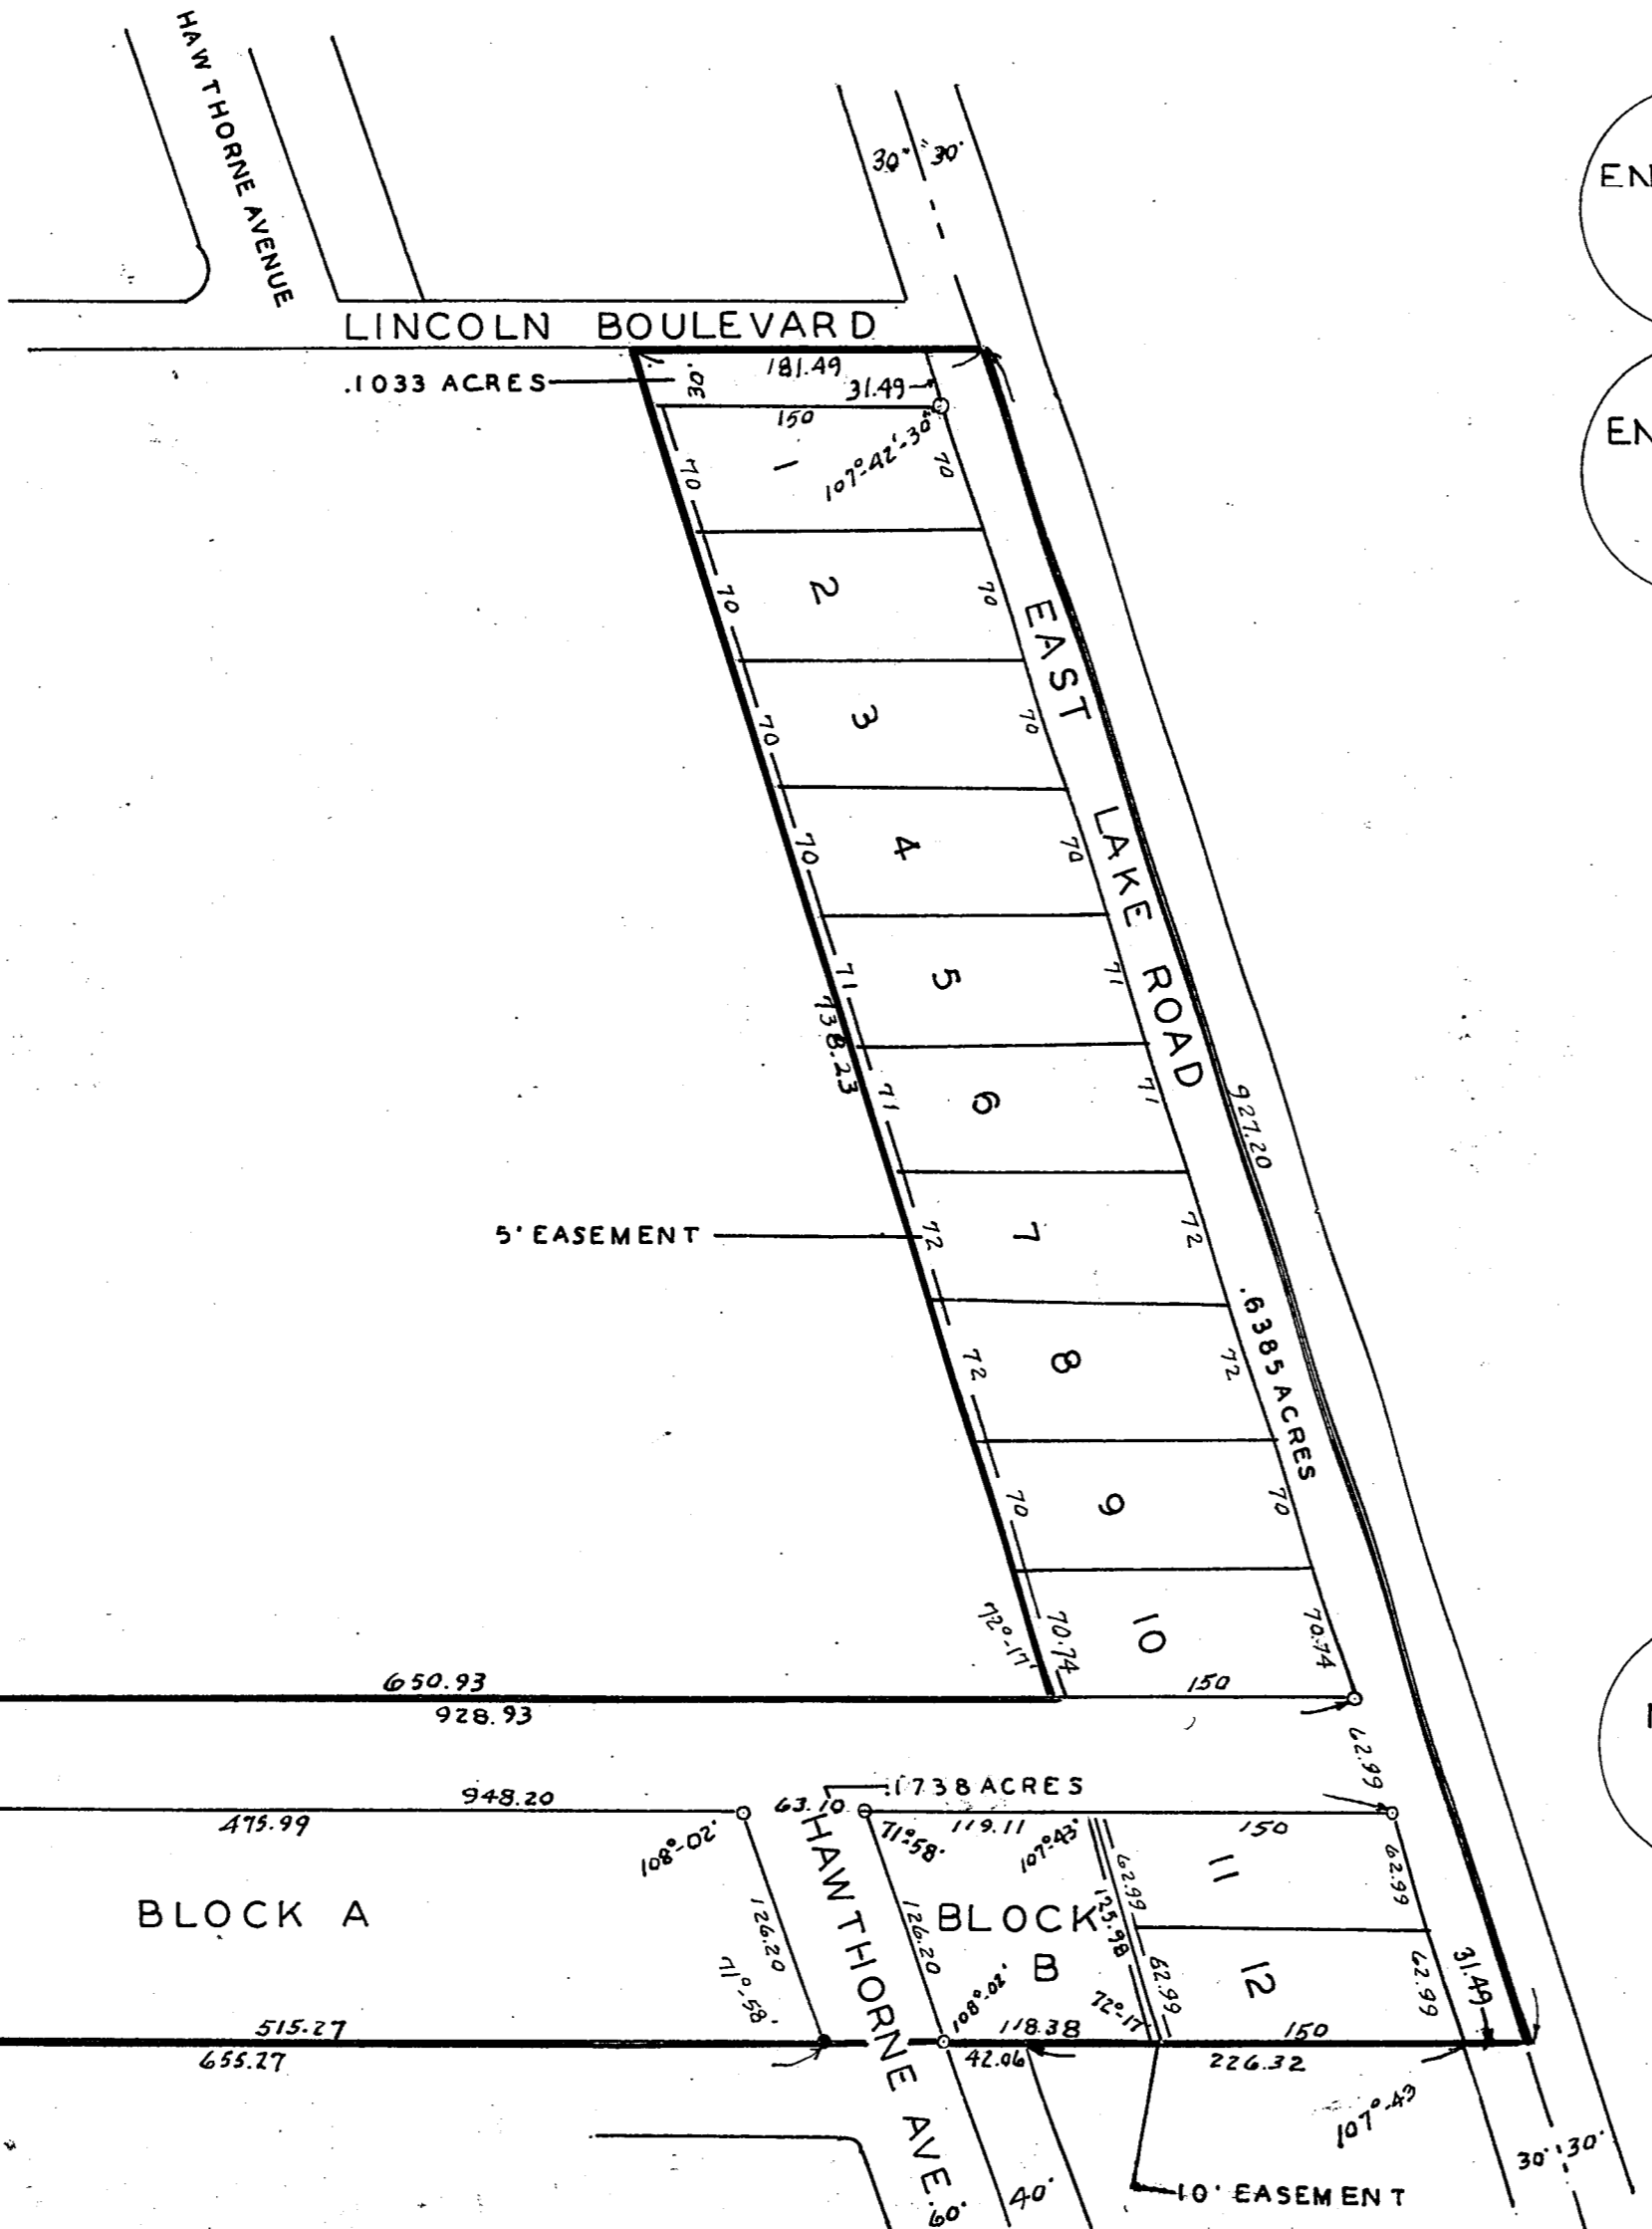 HAWTHORNE AVENUE
30' 30'
EN
LINCOLN BOULEVARD
.1033 ACRES
30'
181.49
31.49
150
107°-42'-30"
EN
70 1 70
70 2 70
70 3 70
70 4 70
71 5 71
738.23
71 6 71
72 7 72
72 8 72
70 9 70
70.74 10 70.74
EAST LAKE ROAD
927.20
5' EASEMENT
.6385 ACRES
72°-17'
650.93
150
928.93
62.99
.1738 ACRES
948.20
63.10
475.99
108°-02'
71°-58'
119.11
107°-43'
150
BLOCK A
126.20
HAWTHORNE AVE.
126.20
BLOCK
B
125.98
62.99 11 62.99
62.99 12 62.99
31.49
71°-58'
108°-02'
72°-17'
515.27
118.38
150
655.27
42.06
226.32
107°-43
60'
40'
30' 30'
10' EASEMENT